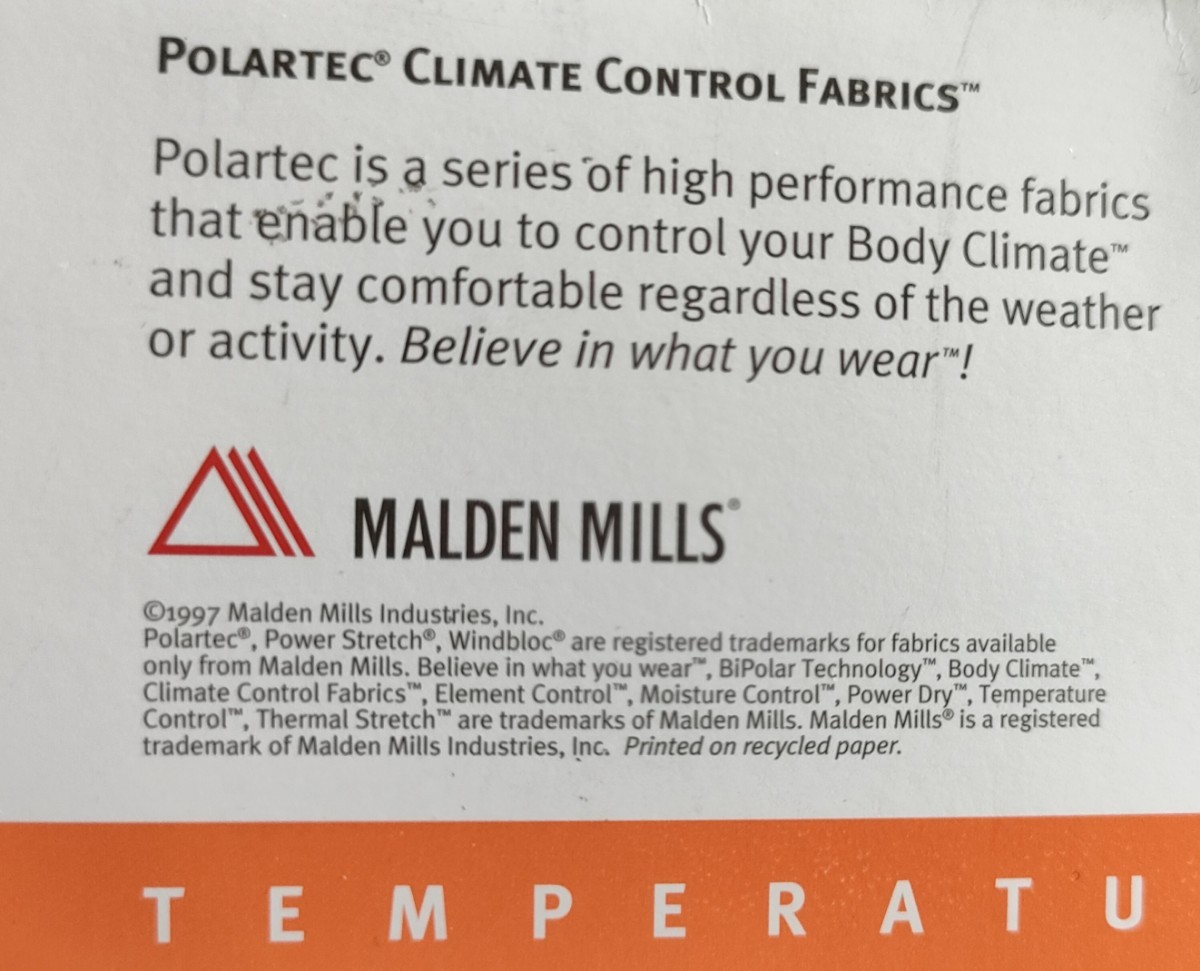 POLARTEC® CLIMATE CONTROL FABRICS™
Polartec is a series of high performance fabrics
that enable you to control your Body Climate™
and stay comfortable regardless of the weather
or activity. Believe in what you wear™!
MALDEN MILLS®
©1997 Malden Mills Industries, Inc.
Polartec®, Power Stretch®, Windbloc® are registered trademarks for fabrics available
only from Malden Mills. Believe in what you wear™, BiPolar Technology™, Body Climate™,
Climate Control Fabrics™, Element Control™, Moisture Control™, Power Dry™, Temperature
Control™, Thermal Stretch™ are trademarks of Malden Mills. Malden Mills® is a registered
trademark of Malden Mills Industries, Inc. Printed on recycled paper.
TEMPERATU